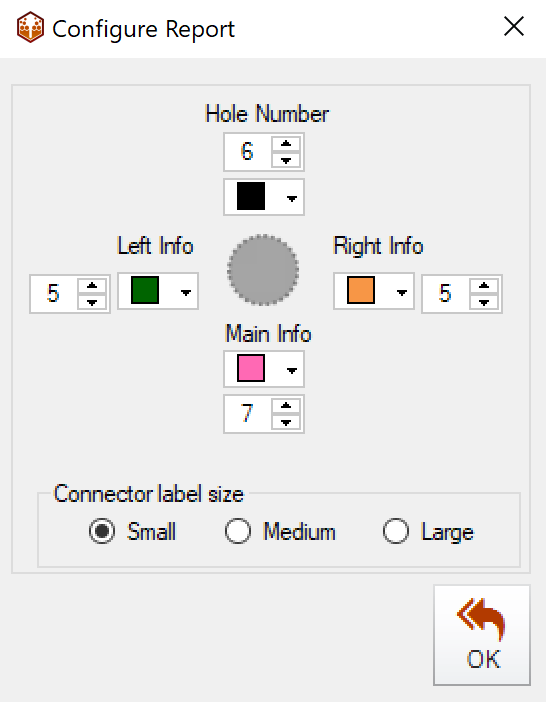 Configure Report
Hole Number
6
Left Info
Right Info
5
5
Main Info
7
Connector label size
Small Medium Large
OK